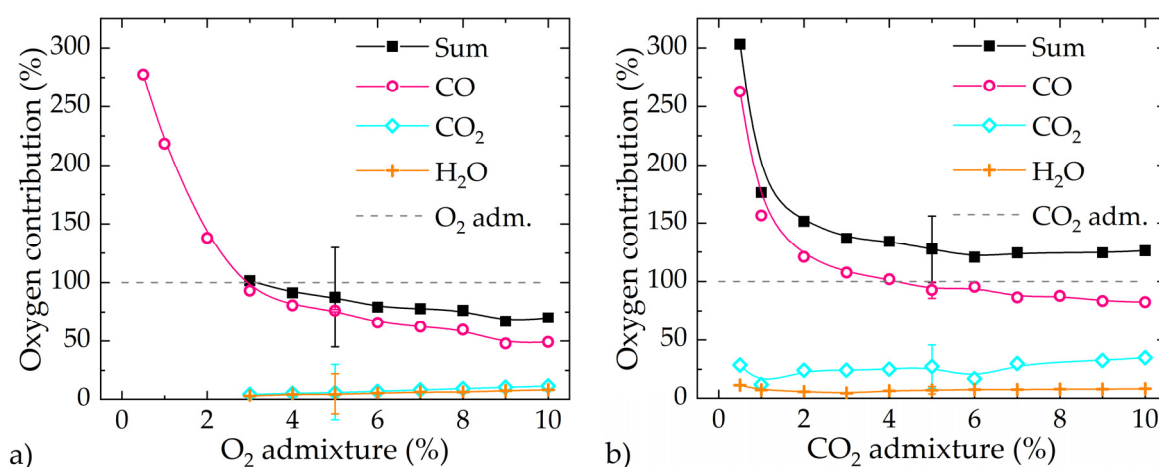 300
250
200
150
100
50
0
Oxygen contribution (%)
Sum
CO
CO₂
H₂O
O₂ adm.
0 2 4 6 8 10
O₂ admixture (%)
a)
300
250
200
150
100
50
0
Oxygen contribution (%)
Sum
CO
CO₂
H₂O
CO₂ adm.
0 2 4 6 8 10
CO₂ admixture (%)
b)